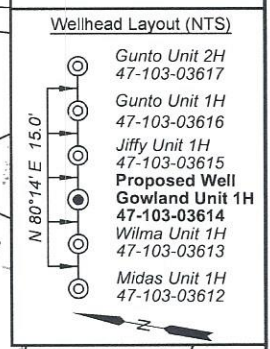 Wellhead Layout (NTS)
Gunto Unit 2H
47-103-03617
Gunto Unit 1H
47-103-03616
Jiffy Unit 1H
47-103-03615
Proposed Well
Gowland Unit 1H
47-103-03614
Wilma Unit 1H
47-103-03613
Midas Unit 1H
47-103-03612
N 80°14' E 15.0'
N